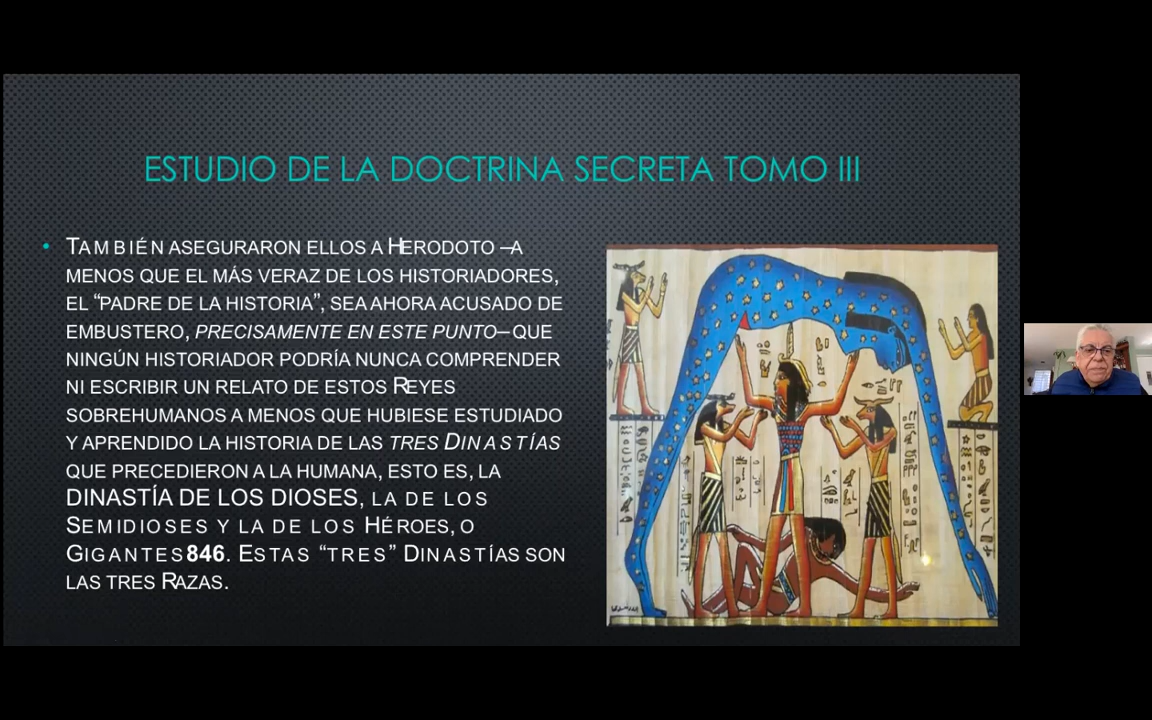 ESTUDIO DE LA DOCTRINA SECRETA TOMO III
• TAMBIÉN ASEGURARON ELLOS A HERODOTO –A
MENOS QUE EL MÁS VERAZ DE LOS HISTORIADORES,
EL “PADRE DE LA HISTORIA”, SEA AHORA ACUSADO DE
EMBUSTERO, PRECISAMENTE EN ESTE PUNTO– QUE
NINGÚN HISTORIADOR PODRÍA NUNCA COMPRENDER
NI ESCRIBIR UN RELATO DE ESTOS REYES
SOBREHUMANOS A MENOS QUE HUBIESE ESTUDIADO
Y APRENDIDO LA HISTORIA DE LAS TRES DINASTÍAS
QUE PRECEDIERON A LA HUMANA, ESTO ES, LA
DINASTÍA DE LOS DIOSES, LA DE LOS
SEMIDIOSES Y LA DE LOS HÉROES, O
GIGANTES846. ESTAS “TRES” DINASTÍAS SON
LAS TRES RAZAS.